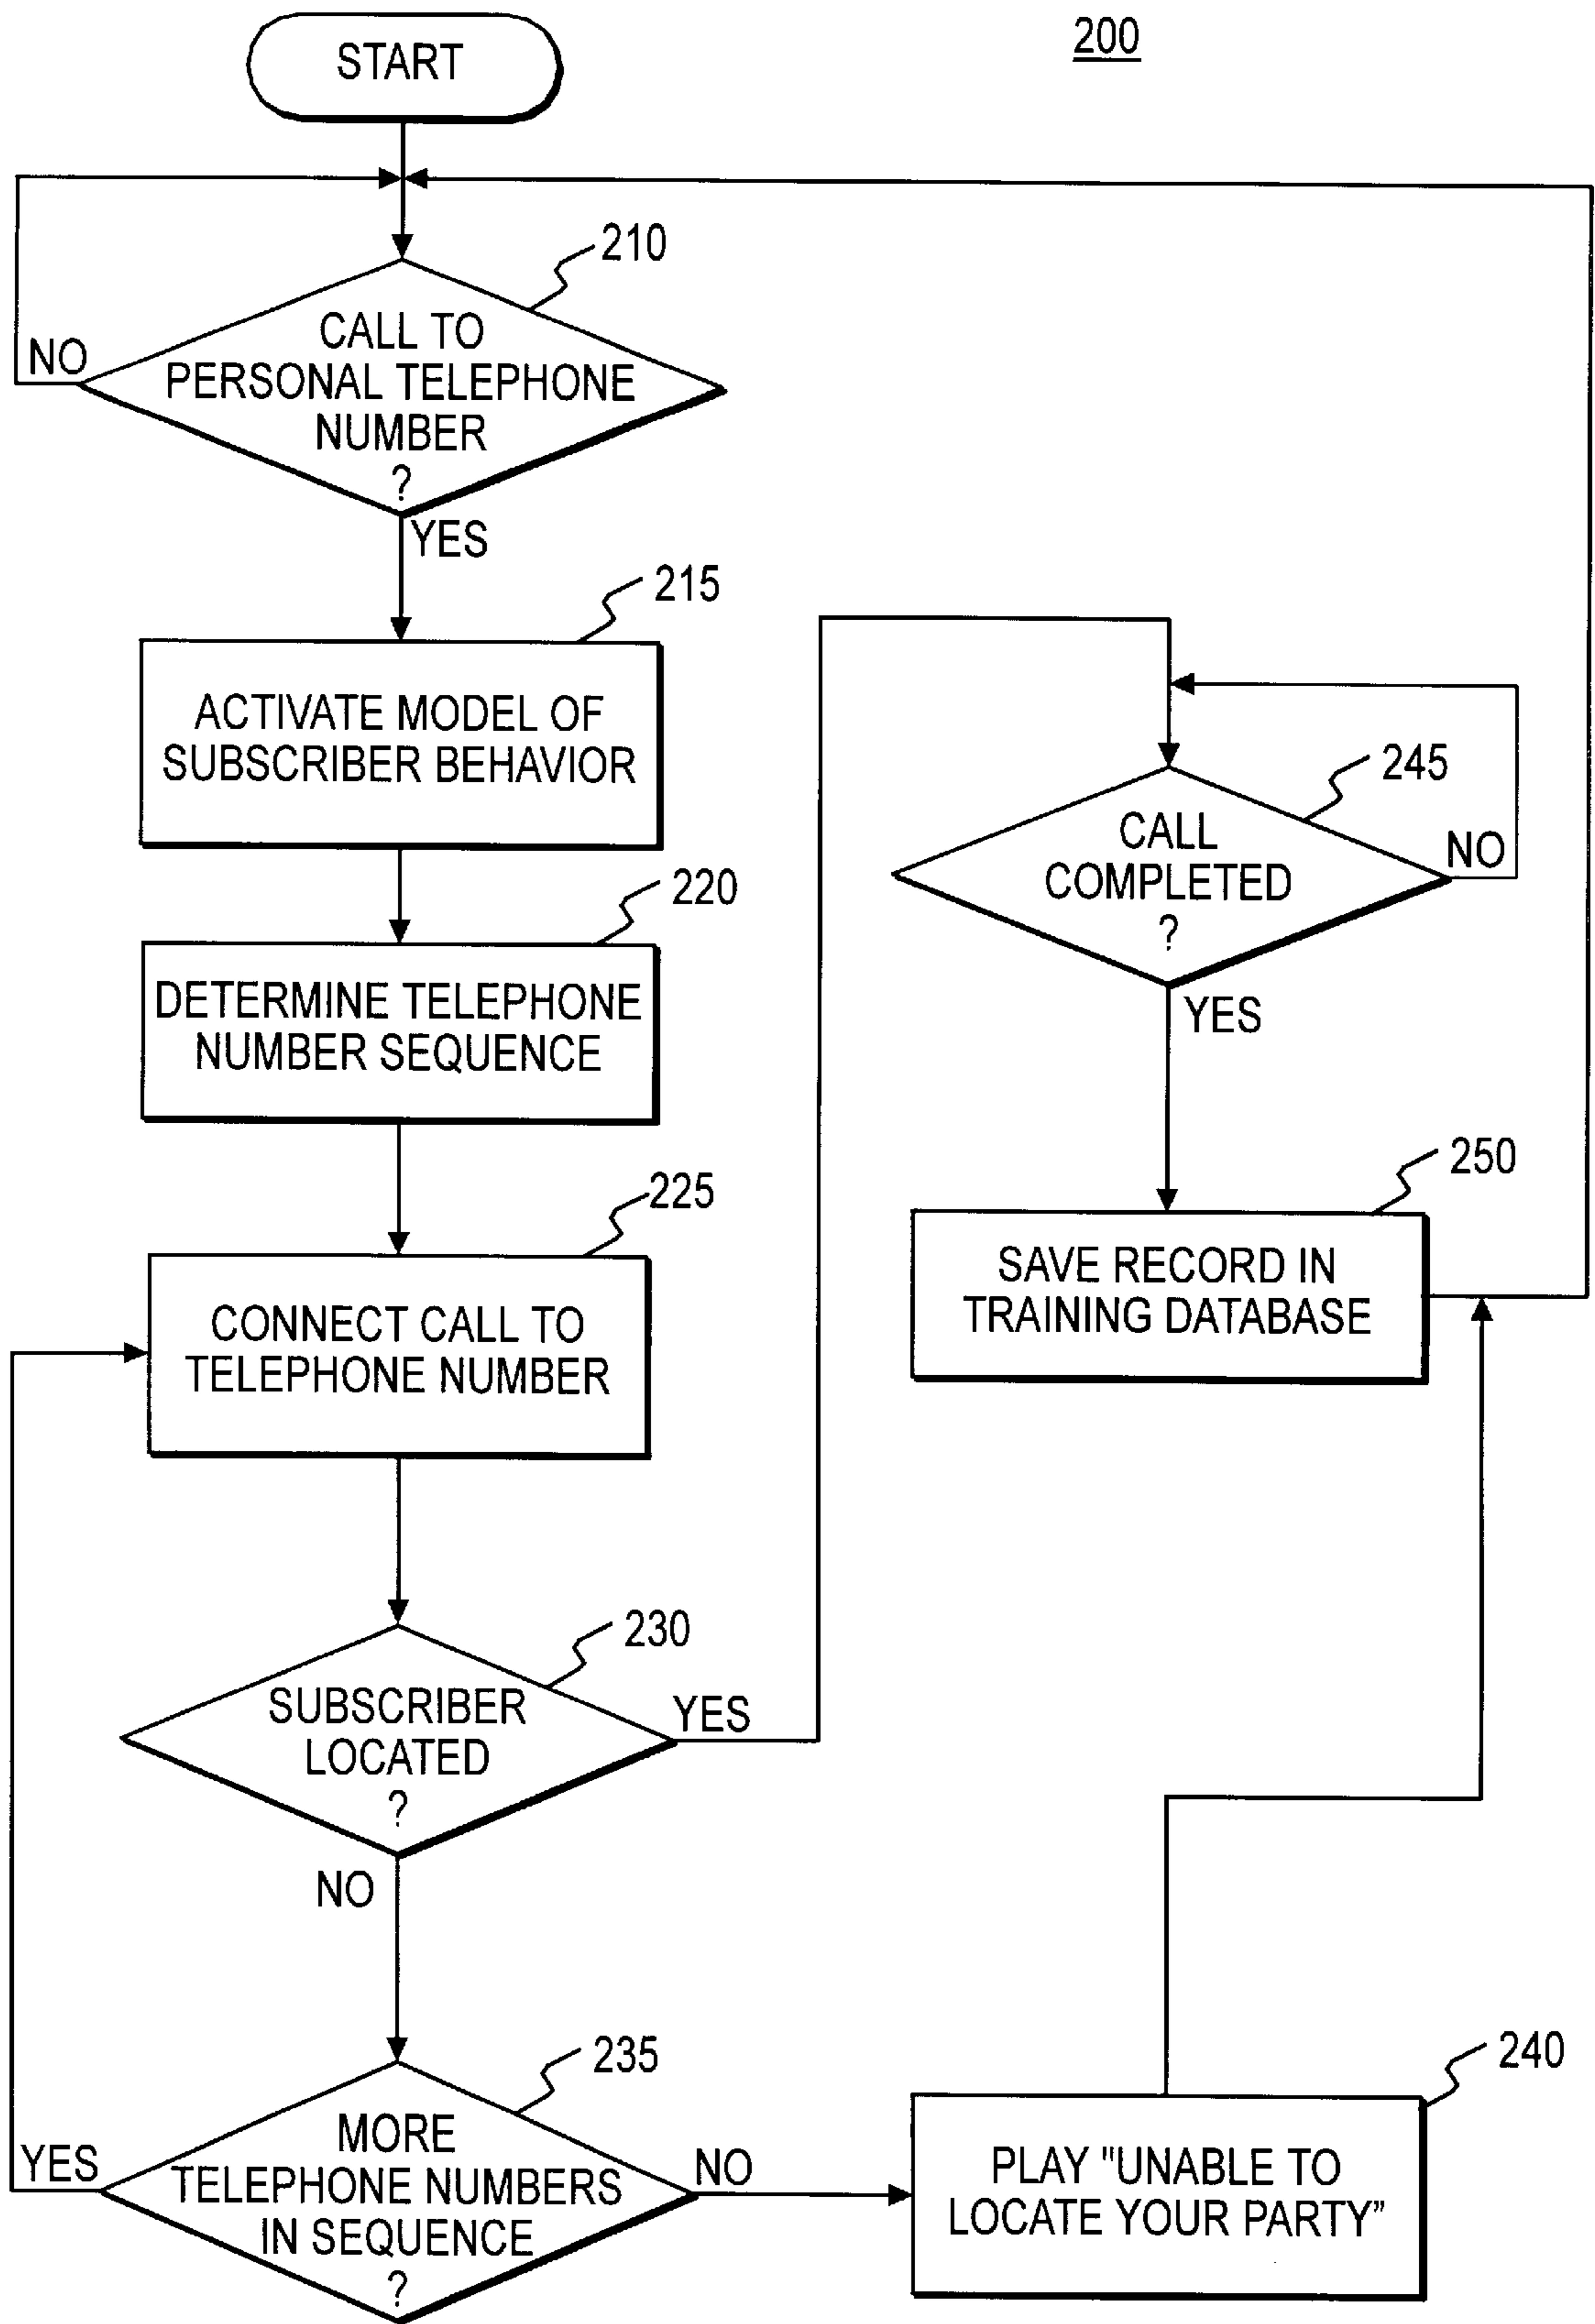 200
START
210
CALL TO
PERSONAL TELEPHONE
NUMBER
?
NO
YES
215
ACTIVATE MODEL OF
SUBSCRIBER BEHAVIOR
220
DETERMINE TELEPHONE
NUMBER SEQUENCE
225
CONNECT CALL TO
TELEPHONE NUMBER
230
SUBSCRIBER
LOCATED
?
YES
NO
235
MORE
TELEPHONE NUMBERS
IN SEQUENCE
?
YES
NO
240
PLAY "UNABLE TO
LOCATE YOUR PARTY"
245
CALL
COMPLETED
?
NO
YES
250
SAVE RECORD IN
TRAINING DATABASE